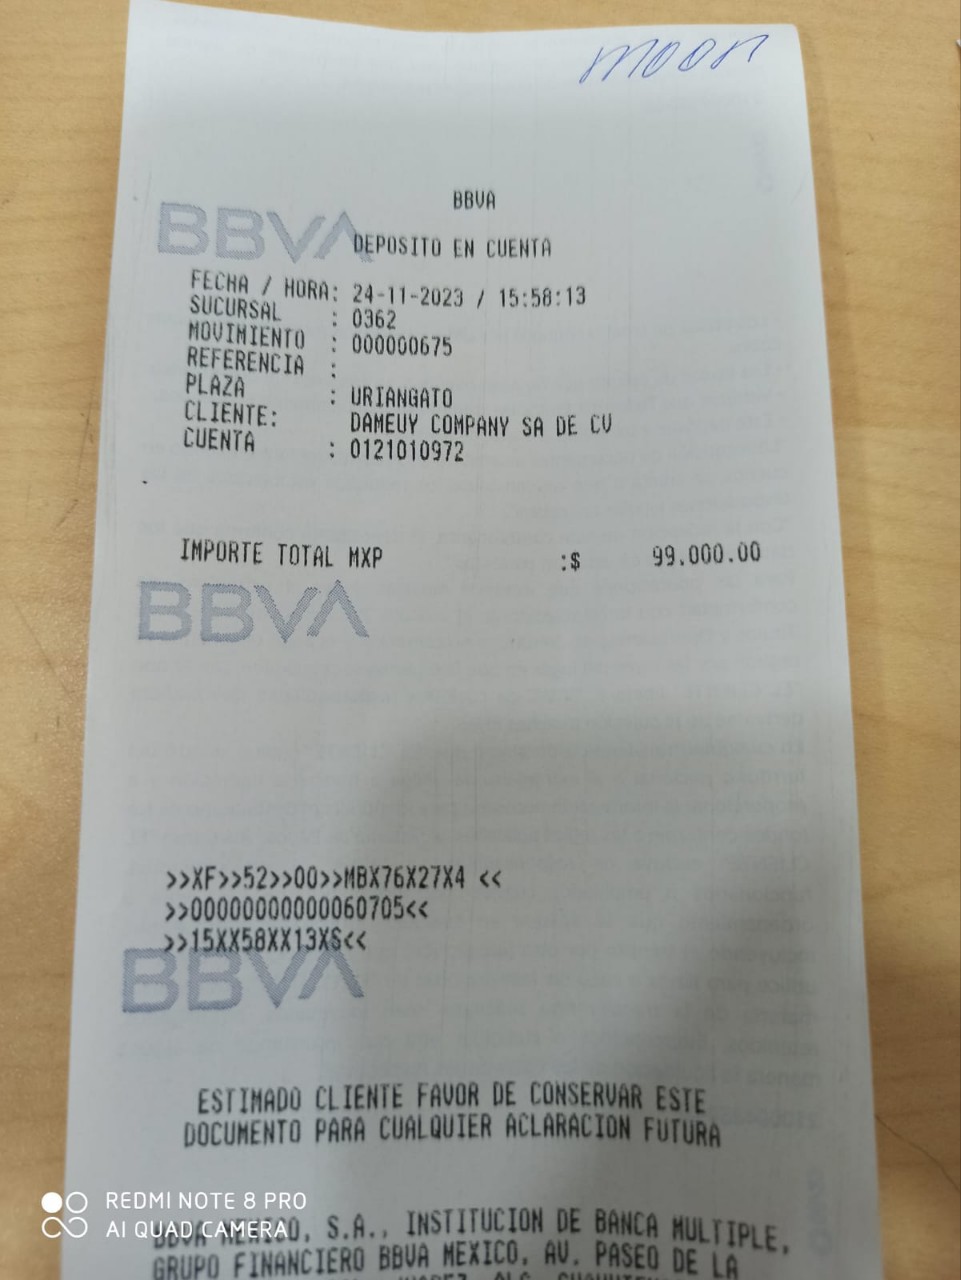 moon
BBVA
BBVA
DEPOSITO EN CUENTA
FECHA / HORA: 24-11-2023 / 15:58:13
SUCURSAL : 0362
MOVIMIENTO : 000000675
REFERENCIA :
PLAZA : URIANGATO
CLIENTE: DAMEUY COMPANY SA DE CV
CUENTA : 0121010972
IMPORTE TOTAL MXP :$ 99.000.00
BBVA
>>XF>>52>>00>>MBX76X27X4 <<
>>00000000000060705<<
>>15XX58XX13XS<<
BBVA
ESTIMADO CLIENTE FAVOR DE CONSERVAR ESTE
DOCUMENTO PARA CUALQUIER ACLARACION FUTURA
REDMI NOTE 8 PRO
AI QUAD CAMERA
BBVA MEXICO, S.A., INSTITUCION DE BANCA MULTIPLE,
GRUPO FINANCIERO BBVA MEXICO. AV. PASEO DE LA